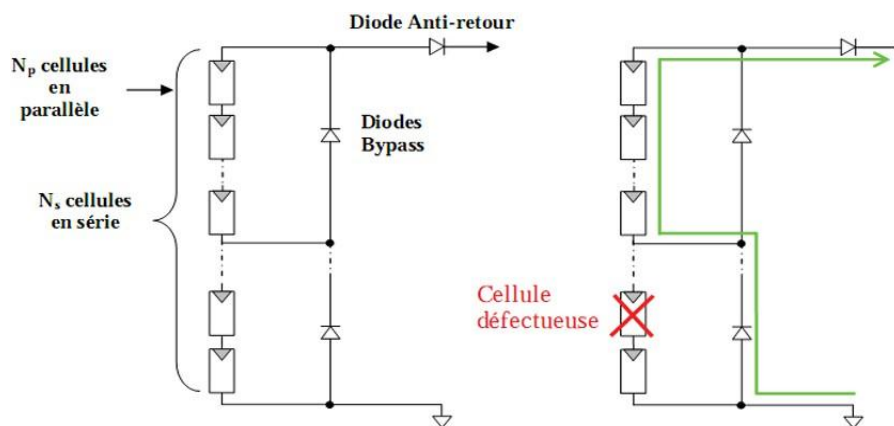 Diode Anti-retour
Np cellules
en
parallèle
Diodes
Bypass
Ns cellules
en série
Cellule
défectueuse